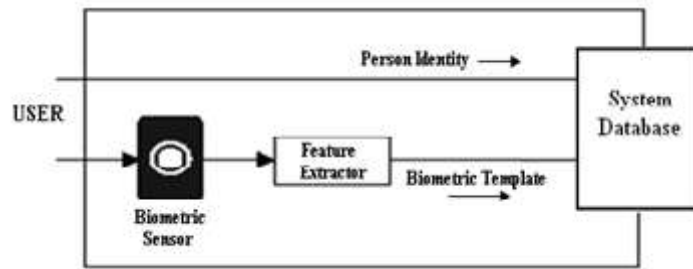 Person Identity
USER
System
Database
Feature
Extractor
Biometric Template
Biometric
Sensor